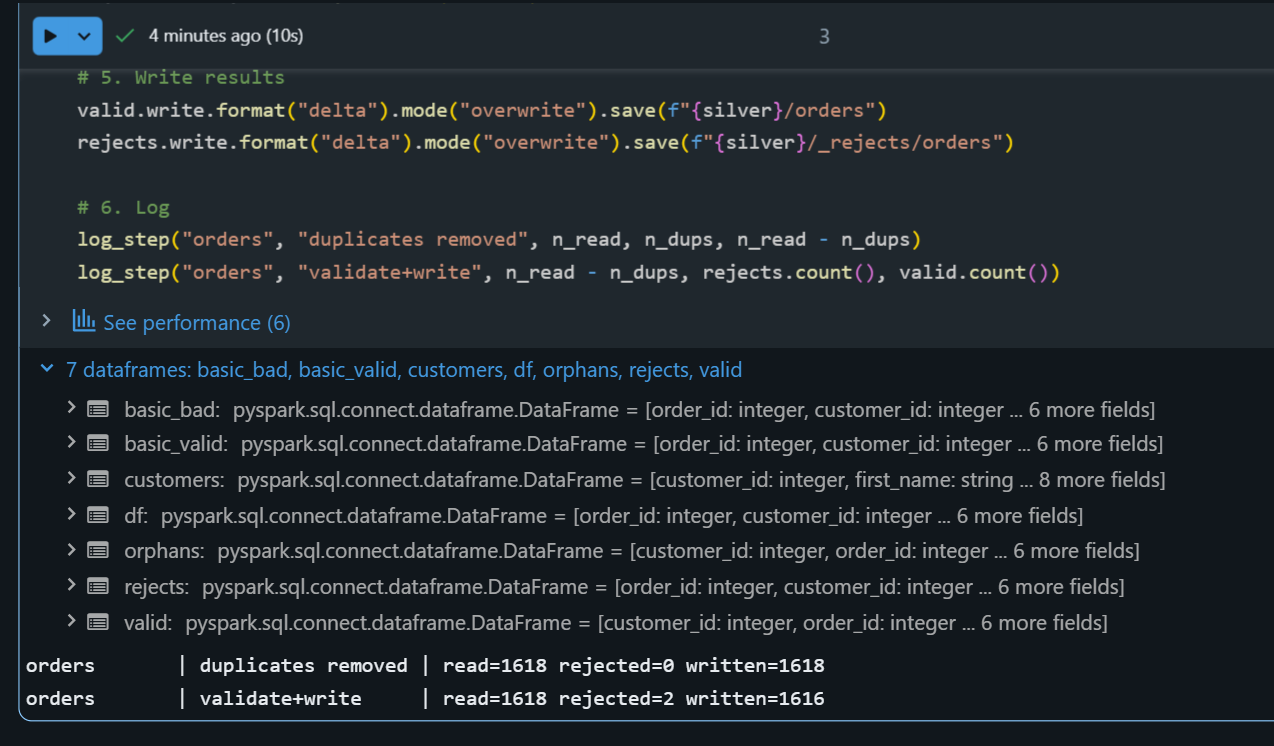 4 minutes ago (10s)
3
# 5. Write results
valid.write.format("delta").mode("overwrite").save(f"{silver}/orders")
rejects.write.format("delta").mode("overwrite").save(f"{silver}/_rejects/orders")
# 6. Log
log_step("orders", "duplicates removed", n_read, n_dups, n_read - n_dups)
log_step("orders", "validate+write", n_read - n_dups, rejects.count(), valid.count())
See performance (6)
7 dataframes: basic_bad, basic_valid, customers, df, orphans, rejects, valid
basic_bad: pyspark.sql.connect.dataframe.DataFrame = [order_id: integer, customer_id: integer ... 6 more fields]
basic_valid: pyspark.sql.connect.dataframe.DataFrame = [order_id: integer, customer_id: integer ... 6 more fields]
customers: pyspark.sql.connect.dataframe.DataFrame = [customer_id: integer, first_name: string ... 8 more fields]
df: pyspark.sql.connect.dataframe.DataFrame = [order_id: integer, customer_id: integer ... 6 more fields]
orphans: pyspark.sql.connect.dataframe.DataFrame = [customer_id: integer, order_id: integer ... 6 more fields]
rejects: pyspark.sql.connect.dataframe.DataFrame = [order_id: integer, customer_id: integer ... 6 more fields]
valid: pyspark.sql.connect.dataframe.DataFrame = [customer_id: integer, order_id: integer ... 6 more fields]
orders | duplicates removed | read=1618 rejected=0 written=1618
orders | validate+write | read=1618 rejected=2 written=1616